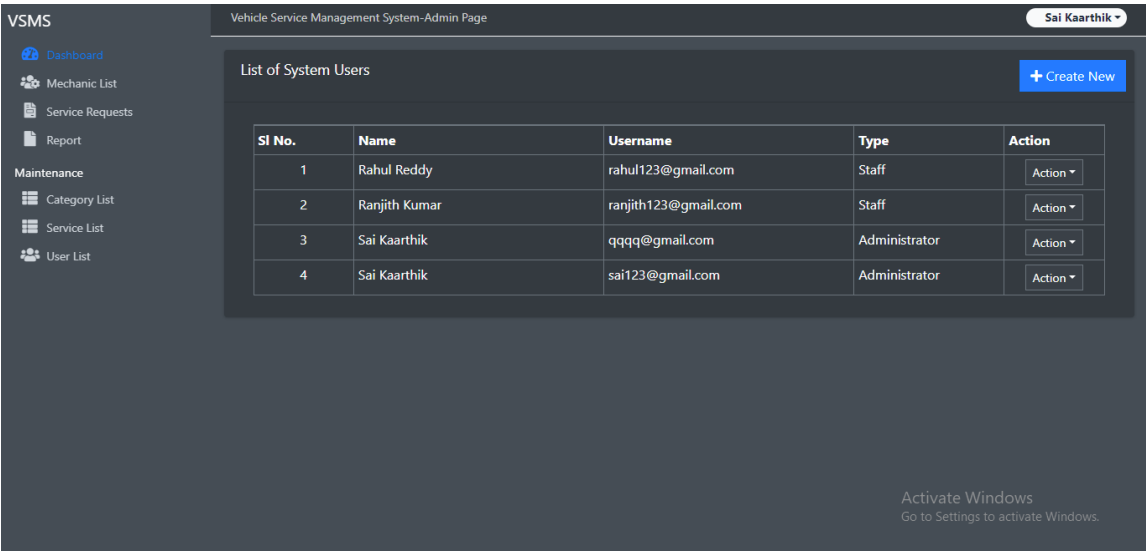 VSMS
Vehicle Service Management System-Admin Page
Sai Kaarthik
Dashboard
Mechanic List
Service Requests
Report
Maintenance
Category List
Service List
User List
List of System Users
Create New
Sl No. Name Username Type Action
1 Rahul Reddy rahul123@gmail.com Staff Action
2 Ranjith Kumar ranjith123@gmail.com Staff Action
3 Sai Kaarthik qqqq@gmail.com Administrator Action
4 Sai Kaarthik sai123@gmail.com Administrator Action
Activate Windows
Go to Settings to activate Windows.